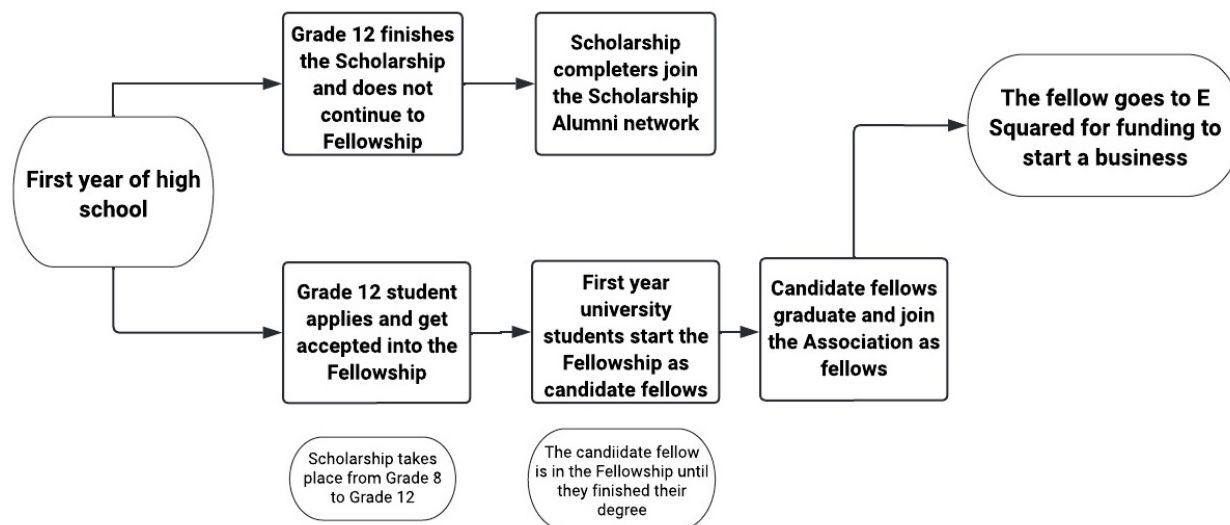 First year of high
school
Grade 12 finishes
the Scholarship
and does not
continue to
Fellowship
Scholarship
completers join
the Scholarship
Alumni network
The fellow goes to E
Squared for funding to
start a business
Grade 12 student
applies and get
accepted into the
Fellowship
First year
university
students start the
Fellowship as
candidate fellows
Candidate fellows
graduate and join
the Association as
fellows
Scholarship takes
place from Grade 8
to Grade 12
The candiidate fellow
is in the Fellowship until
they finished their
degree